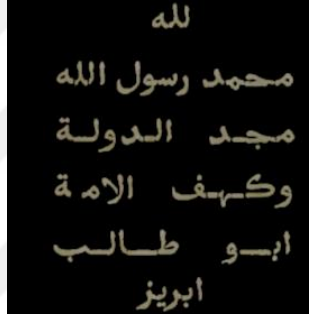 لله
محمد رسول الله
مجد الدولة
وكهف الامة
ابو طالب
ابريز